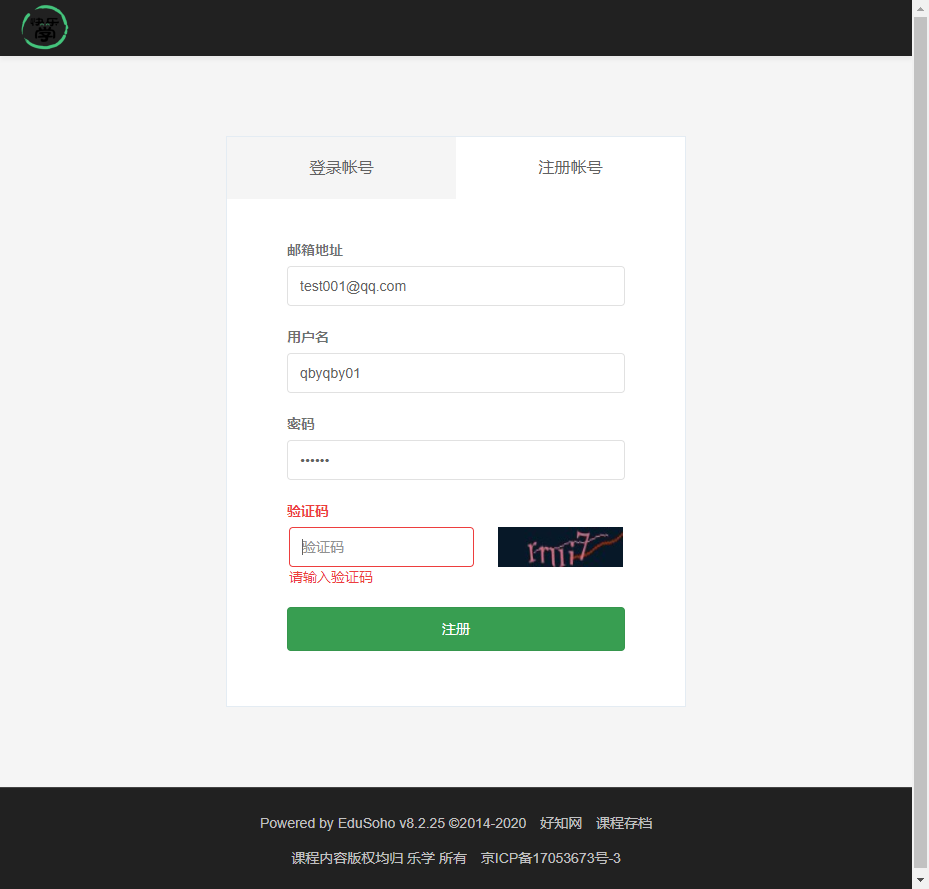 快乐
学
登录帐号
注册帐号
邮箱地址
test001@qq.com
用户名
qbyqby01
密码
••••••
验证码
验证码
rmi7
请输入验证码
注册
Powered by EduSoho v8.2.25 ©2014-2020 好知网 课程存档
课程内容版权均归 乐学 所有 京ICP备17053673号-3